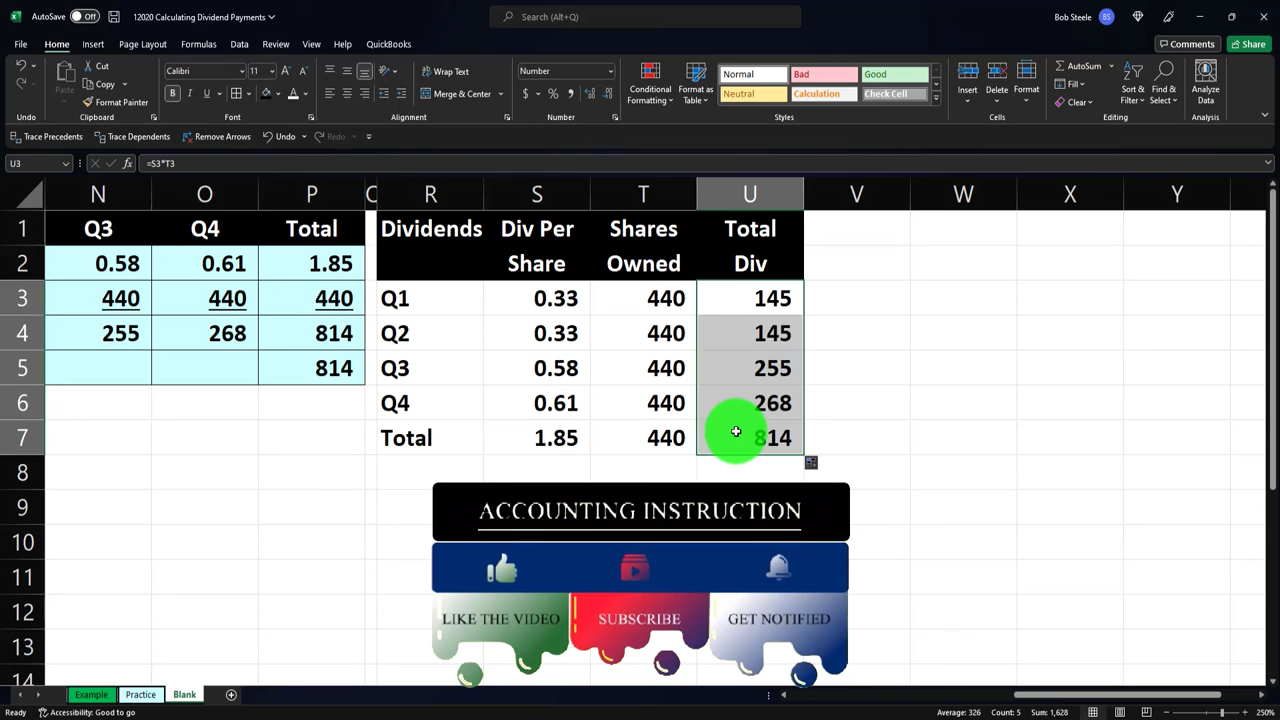 AutoSave Off 12020 Calculating Dividend Payments Search (Alt+Q) Bob Steele BS
File Home Insert Page Layout Formulas Data Review View Help QuickBooks Comments Share
Cut
Copy
Format Painter
Paste
Undo Clipboard
Calibri 11
B I U
Font
Wrap Text
Merge & Center
Alignment
Number
$ % ,
Number
Conditional Formatting
Format as Table
Normal Bad Good
Neutral Calculation Check Cell
Styles
Insert Delete Format
Cells
AutoSum
Fill
Clear
Sort & Filter
Find & Select
Editing
Analyze Data
Analysis
Trace Precedents Trace Dependents Remove Arrows Undo Redo
U3 fx =S3*T3
N O P Q R S T U V W X Y
1 Q3 Q4 Total Dividends Div Per Shares Total
2 0.58 0.61 1.85 Share Owned Div
3 440 440 440 Q1 0.33 440 145
4 255 268 814 Q2 0.33 440 145
5 814 Q3 0.58 440 255
6 Q4 0.61 440 268
7 Total 1.85 440 814
8
9
10
11
12
13
14
ACCOUNTING INSTRUCTION
LIKE THE VIDEO SUBSCRIBE GET NOTIFIED
Example Practice Blank
Ready Accessibility: Good to go Average: 326 Count: 5 Sum: 1,628 250%